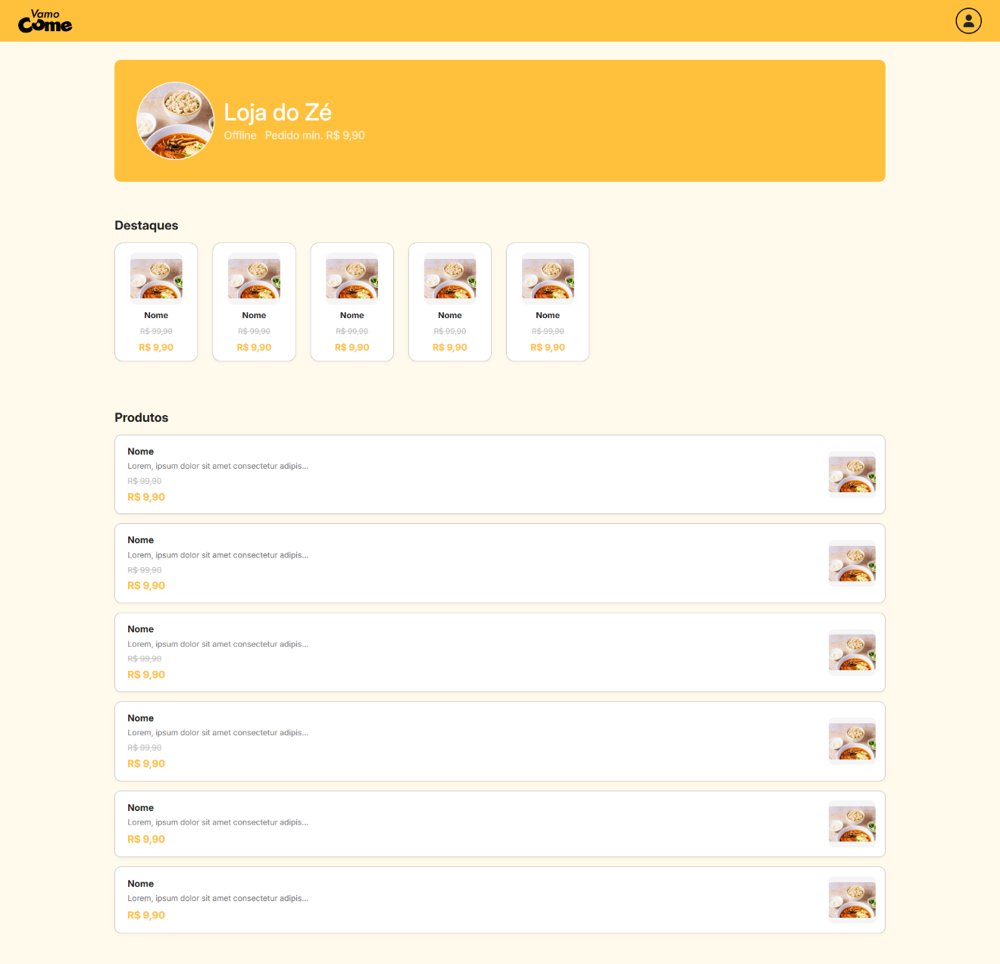 Vamo
Come
Loja do Zé
Offline Pedido mín. R$ 9,90
Destaques
Nome
R$ 99,90
R$ 9,90
Nome
R$ 99,90
R$ 9,90
Nome
R$ 99,90
R$ 9,90
Nome
R$ 99,90
R$ 9,90
Nome
R$ 99,90
R$ 9,90
Produtos
Nome
Lorem, ipsum dolor sit amet consectetur adipis...
R$ 99,90
R$ 9,90
Nome
Lorem, ipsum dolor sit amet consectetur adipis...
R$ 99,90
R$ 9,90
Nome
Lorem, ipsum dolor sit amet consectetur adipis...
R$ 99,90
R$ 9,90
Nome
Lorem, ipsum dolor sit amet consectetur adipis...
R$ 99,90
R$ 9,90
Nome
Lorem, ipsum dolor sit amet consectetur adipis...
R$ 9,90
Nome
Lorem, ipsum dolor sit amet consectetur adipis...
R$ 9,90